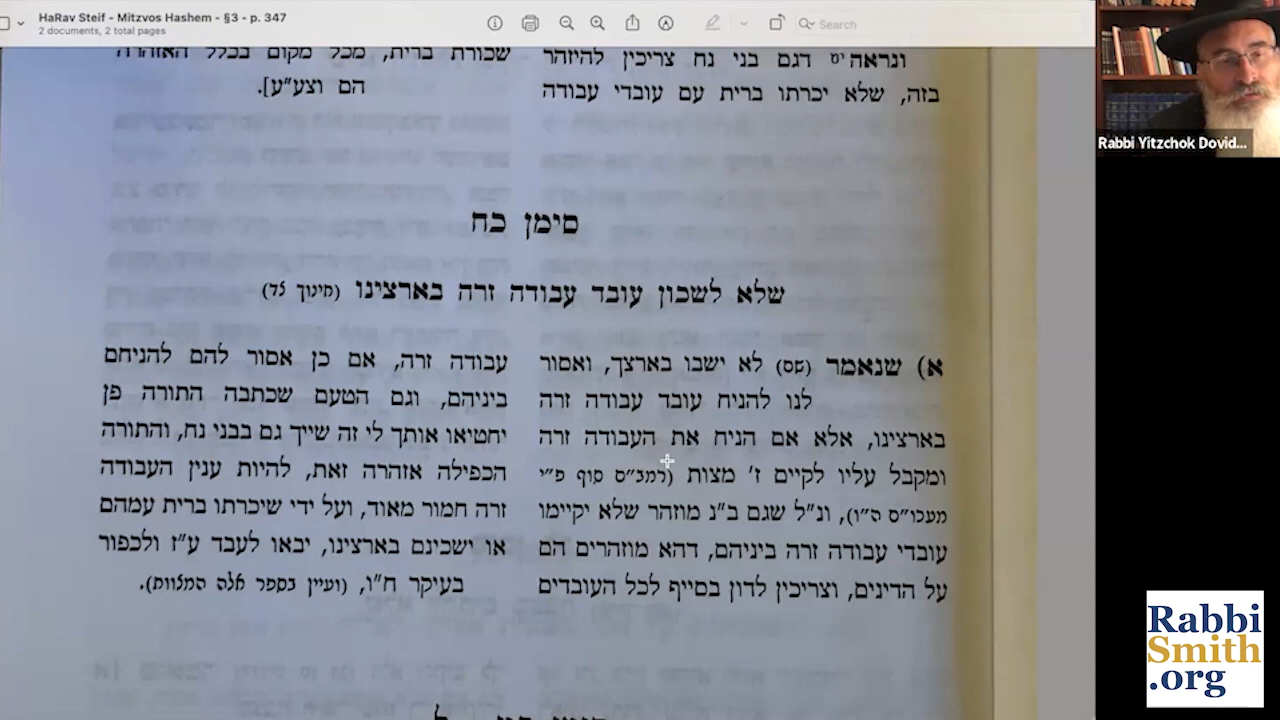 HaRav Steif - Mitzvos Hashem - §3 - p. 347
2 documents, 2 total pages
Search
Rabbi Yitzchok Dovid...
ונראה יט דגם בני נח צריכין להיזהר
בזה, שלא יכרתו ברית עם עובדי עבודה
שכורת ברית, מכל מקום בכלל האזהרה
הם וצע"ע].
סימן כח
שלא לשכון עובד עבודה זרה בארצינו (חינוך צד)
א) שנאמר (שם) לא ישבו בארצך, ואסור
לנו להניח עובד עבודה זרה
בארצינו, אלא אם הניח את העבודה זרה
ומקבל עליו לקיים ז' מצות (רמב"ם סוף פ"י
מעכו"ם ה"ו), ונ"ל שגם ב"נ מוזהר שלא יקיימו
עובדי עבודה זרה ביניהם, דהא מוזהרים הם
על הדינים, וצריכין לדון בסייף לכל העובדים
עבודה זרה, אם כן אסור להם להניחם
ביניהם, וגם הטעם שכתבה התורה פן
יחטיאו אותך לי זה שייך גם בבני נח, והתורה
הכפילה אזהרה זאת, להיות ענין העבודה
זרה חמור מאוד, ועל ידי שיכרתו ברית עמהם
או ישכינם בארצינו, יבאו לעבד ע"ז ולכפור
בעיקר ח"ו, (ועיין בספר אלה המצוות).
Rabbi
Smith
.org